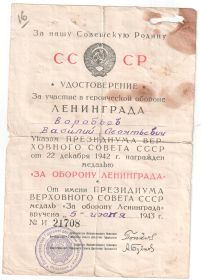 16
За нашу Советскую Родину
СССР
УДОСТОВЕРЕНИЕ
За участие в героической обороне
ЛЕНИНГРАДА
Воробьев
Василий Леонтьевич
Указом ПРЕЗИДИУМА ВЕР-
ХОВНОГО СОВЕТА СССР
от 22 декабря 1942 г. награжден
медалью
«ЗА ОБОРОНУ ЛЕНИНГРАДА»
От имени ПРЕЗИДИУМА
ВЕРХОВНОГО СОВЕТА СССР
медаль «За оборону Ленинграда»
вручена „5" июня 1943 г.
№ И 21708